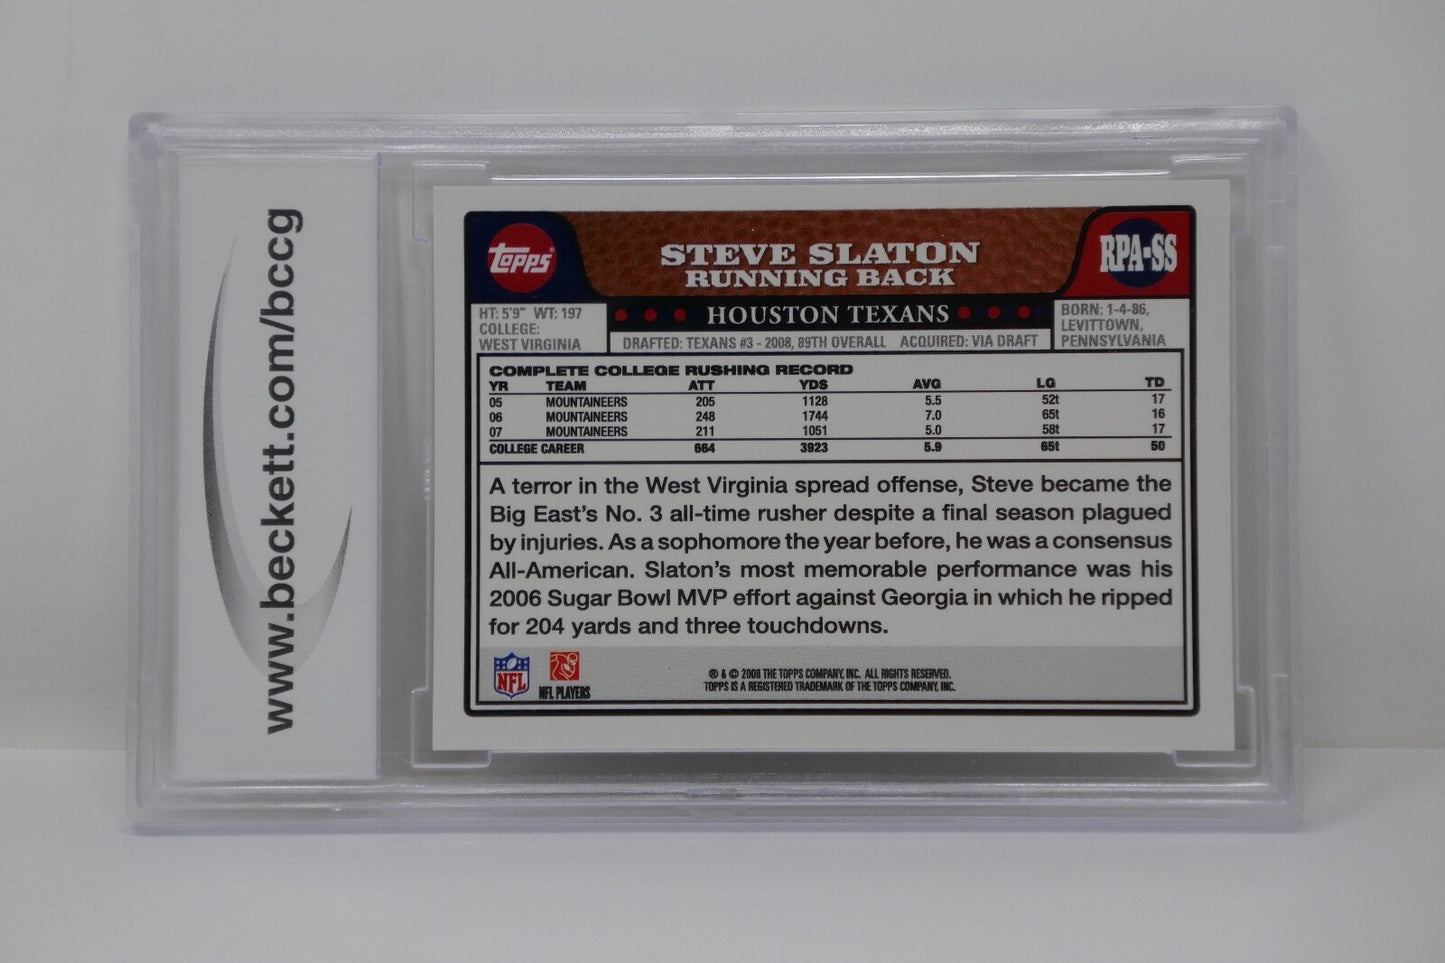 www.beckett.com/bccg
TOPPS
STEVE SLATON
RUNNING BACK
RPA-SS
HT: 5'9" WT: 197
COLLEGE:
WEST VIRGINIA
HOUSTON TEXANS
DRAFTED: TEXANS #3 - 2008, 89TH OVERALL ACQUIRED: VIA DRAFT
BORN: 1-4-86,
LEVITTOWN,
PENNSYLVANIA
COMPLETE COLLEGE RUSHING RECORD
YR TEAM ATT YDS AVG LG TD
05 MOUNTAINEERS 205 1128 5.5 52t 17
06 MOUNTAINEERS 248 1744 7.0 65t 16
07 MOUNTAINEERS 211 1051 5.0 58t 17
COLLEGE CAREER 664 3923 5.9 65t 50
A terror in the West Virginia spread offense, Steve became the
Big East's No. 3 all-time rusher despite a final season plagued
by injuries. As a sophomore the year before, he was a consensus
All-American. Slaton's most memorable performance was his
2006 Sugar Bowl MVP effort against Georgia in which he ripped
for 204 yards and three touchdowns.
NFL
NFL PLAYERS
® & © 2008 THE TOPPS COMPANY, INC. ALL RIGHTS RESERVED.
TOPPS IS A REGISTERED TRADEMARK OF THE TOPPS COMPANY, INC.